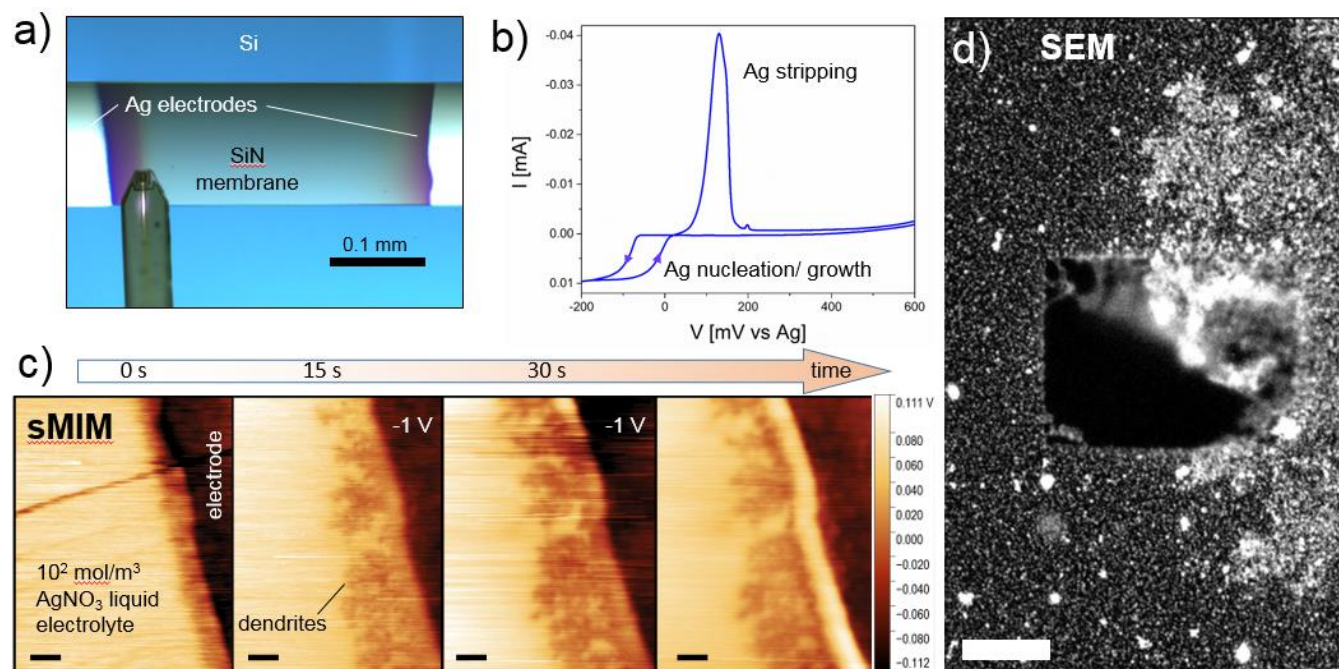 a)
Si
Ag electrodes
SiN
membrane
0.1 mm
b)
I [mA]
-0.04
-0.03
-0.02
-0.01
0.00
0.01
-200
0
200
400
600
V [mV vs Ag]
Ag stripping
Ag nucleation/ growth
c)
0 s
15 s
30 s
time
sMIM
electrode
10² mol/m³
AgNO₃ liquid
electrolyte
-1 V
dendrites
-1 V
0.111 V
0.080
0.060
0.040
0.020
0.000
−0.020
−0.040
−0.060
−0.080
−0.112
d)
SEM